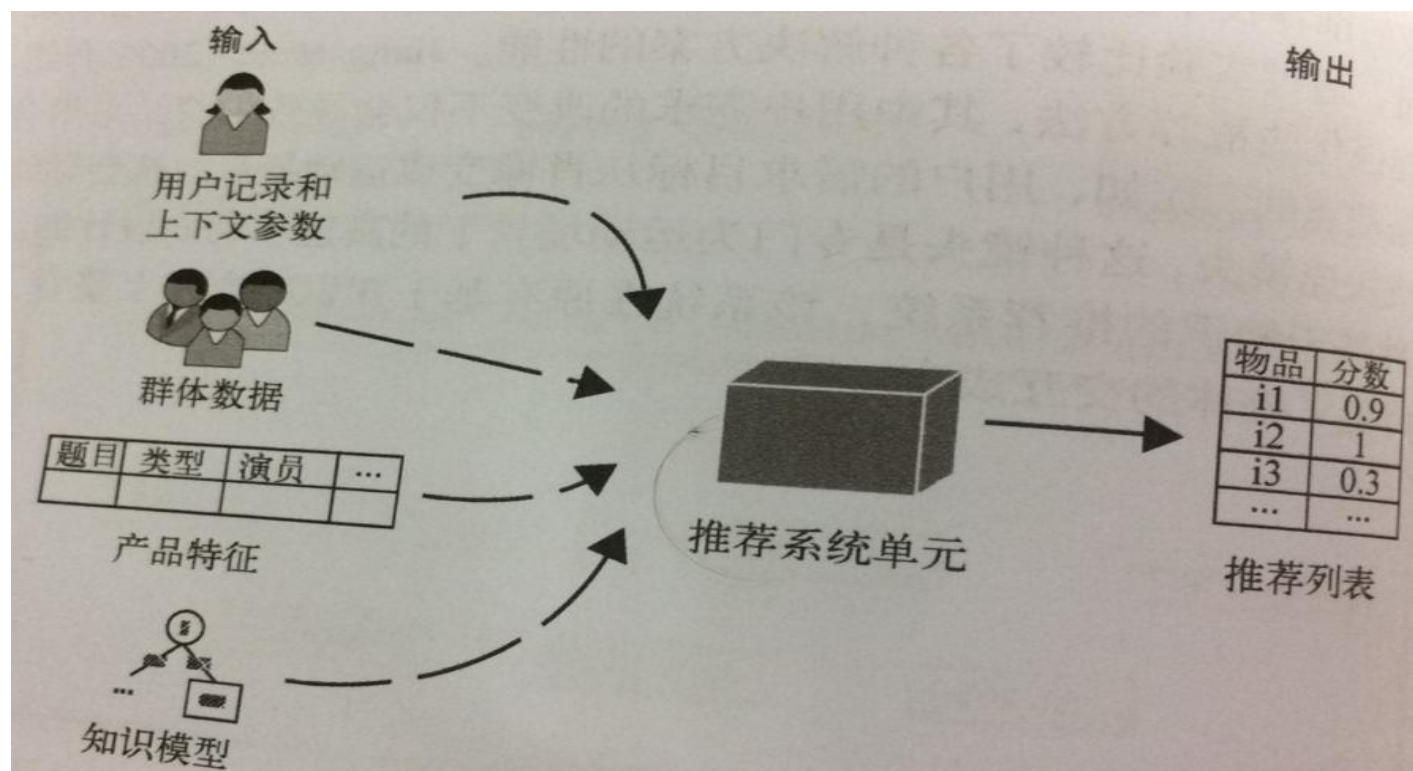 输入
用户记录和
上下文参数
群体数据
题目 类型 演员 ...
产品特征
...
知识模型
推荐系统单元
输出
物品 分数
i1 0.9
i2 1
i3 0.3
... ...
推荐列表